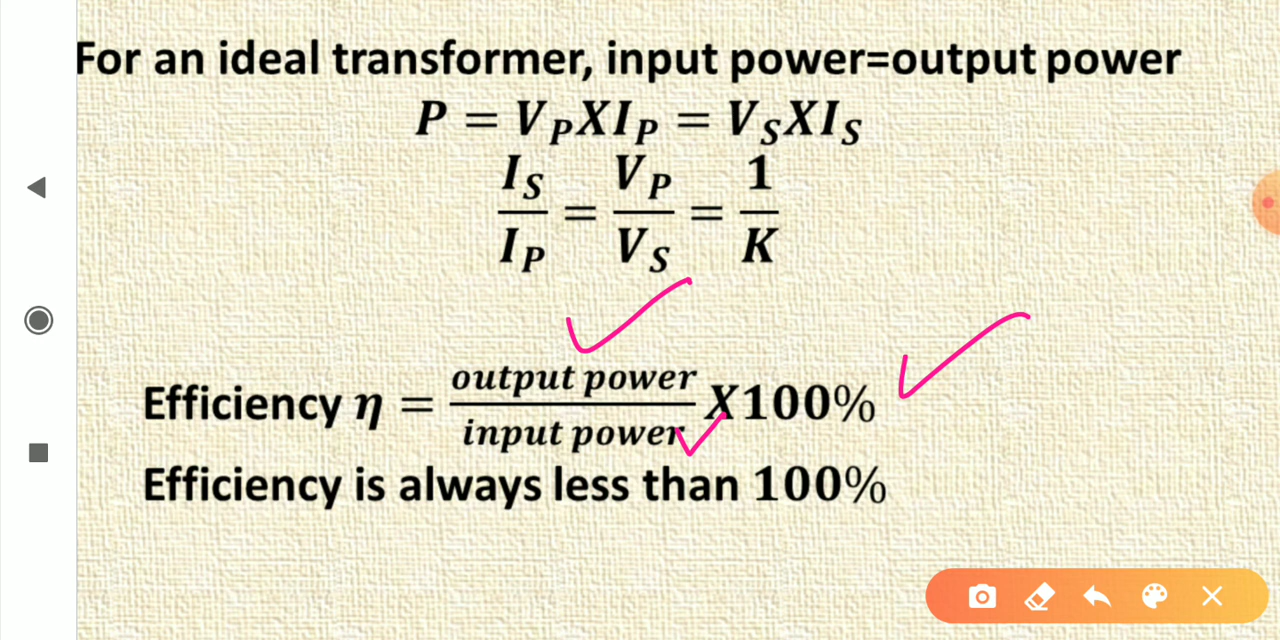 For an ideal transformer, input power=output power
P = V_P X I_P = V_S X I_S
I_S / I_P = V_P / V_S = 1 / K
Efficiency η = output power / input power X100%
Efficiency is always less than 100%